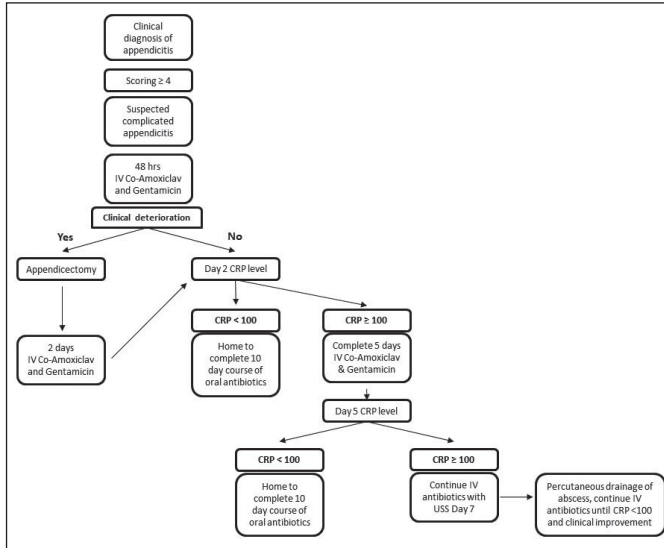 Clinical
diagnosis of
appendicitis
Scoring ≥ 4
Suspected
complicated
appendicitis
48 hrs
IV Co-Amoxiclav
and Gentamicin
Clinical deterioration
Yes
No
Appendicectomy
Day 2 CRP level
2 days
IV Co-Amoxiclav
and Gentamicin
CRP < 100
Home to
complete 10
day course of
oral antibiotics
CRP ≥ 100
Complete 5 days
IV Co-Amoxiclav
& Gentamicin
Day 5 CRP level
CRP < 100
Home to
complete 10
day course of
oral antibiotics
CRP ≥ 100
Continue IV
antibiotics with
USS Day 7
Percutaneous drainage of
abscess, continue IV
antibiotics until CRP <100
and clinical improvement